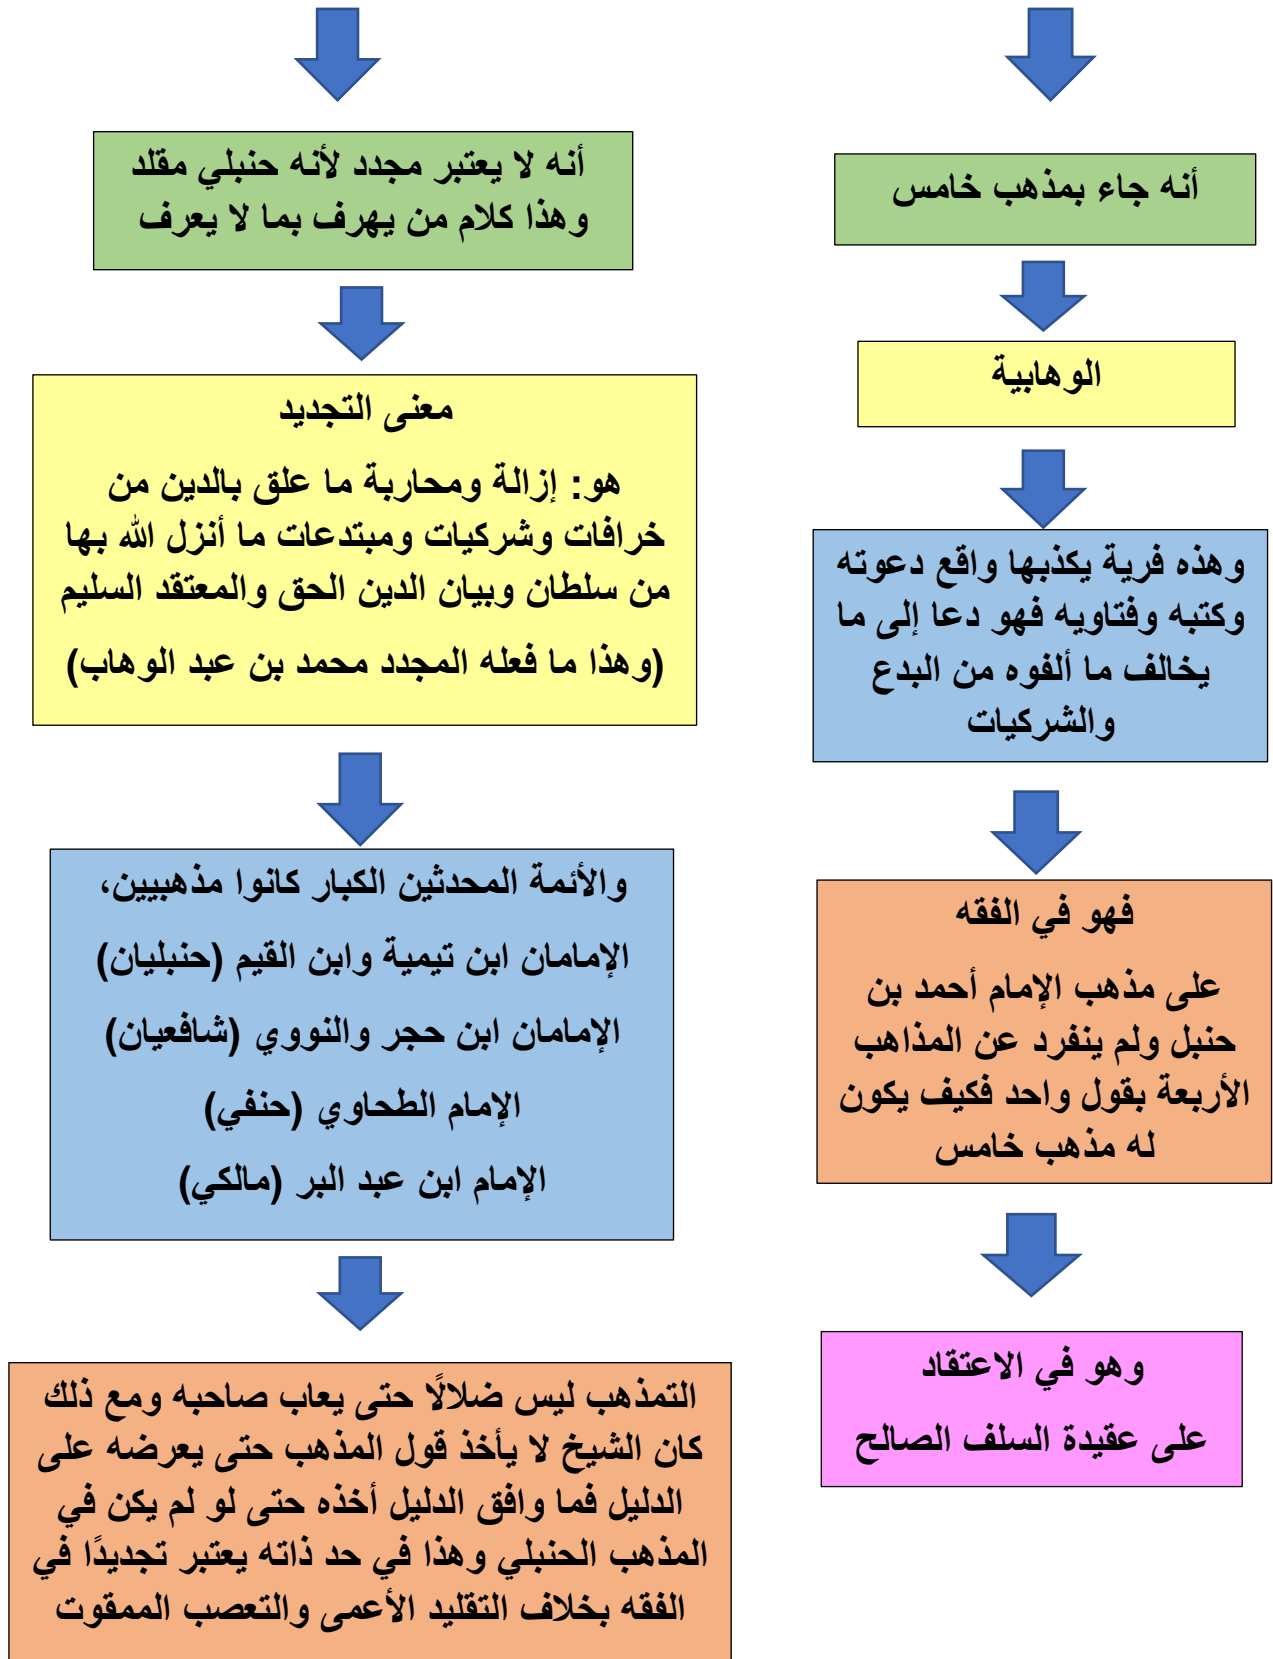 أنه جاء بمذهب خامس
الوهابية
وهذه فرية يكذبها واقع دعوته
وكتبه وفتاويه فهو دعا إلى ما
يخالف ما ألفوه من البدع
والشركيات
فهو في الفقه
على مذهب الإمام أحمد بن
حنبل ولم ينفرد عن المذاهب
الأربعة بقول واحد فكيف يكون
له مذهب خامس
وهو في الاعتقاد
على عقيدة السلف الصالح
أنه لا يعتبر مجدد لأنه حنبلي مقلد
وهذا كلام من يهرف بما لا يعرف
معنى التجديد
هو: إزالة ومحاربة ما علق بالدين من
خرافات وشركيات ومبتدعات ما أنزل الله بها
من سلطان وبيان الدين الحق والمعتقد السليم
(وهذا ما فعله المجدد محمد بن عبد الوهاب)
والأئمة المحدثين الكبار كانوا مذهبيين،
الإمامان ابن تيمية وابن القيم (حنبليان)
الإمامان ابن حجر والنووي (شافعيان)
الإمام الطحاوي (حنفي)
الإمام ابن عبد البر (مالكي)
التمذهب ليس ضلالًا حتى يعاب صاحبه ومع ذلك
كان الشيخ لا يأخذ قول المذهب حتى يعرضه على
الدليل فما وافق الدليل أخذه حتى لو لم يكن في
المذهب الحنبلي وهذا في حد ذاته يعتبر تجديدًا في
الفقه بخلاف التقليد الأعمى والتعصب الممقوت